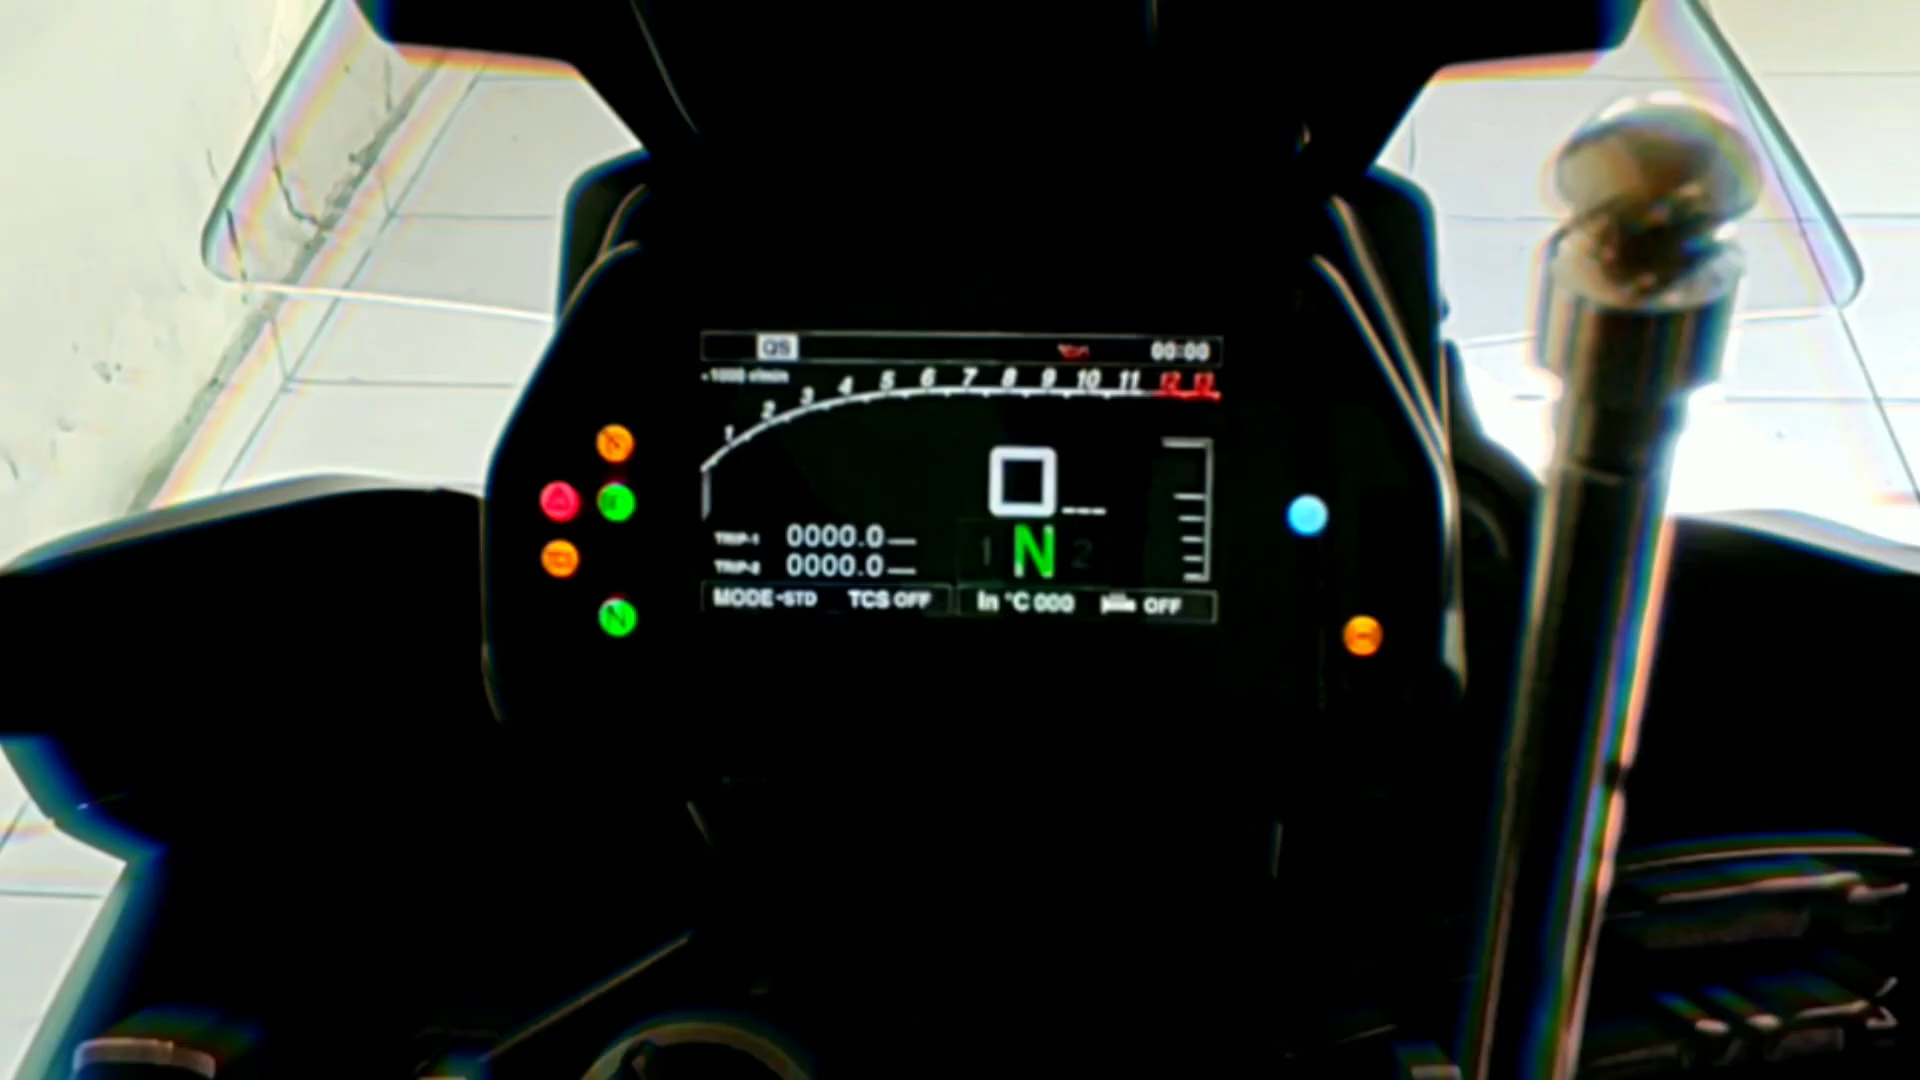 QS 00:00
1 2 3 4 5 6 7 8 9 10 11 12 13
0
TRIP-1 0000.0
TRIP-2 0000.0
1 N 2
MODE-STD TCS OFF In °C 000 OFF
N